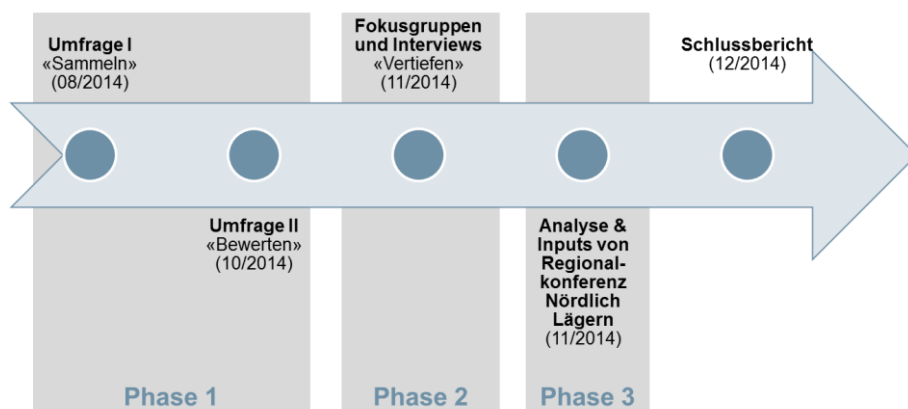 Umfrage I
«Sammeln»
(08/2014)
Fokusgruppen
und Interviews
«Vertiefen»
(11/2014)
Schlussbericht
(12/2014)
Umfrage II
«Bewerten»
(10/2014)
Analyse &
Inputs von
Regional-
konferenz
Nördlich
Lägern
(11/2014)
Phase 1
Phase 2
Phase 3